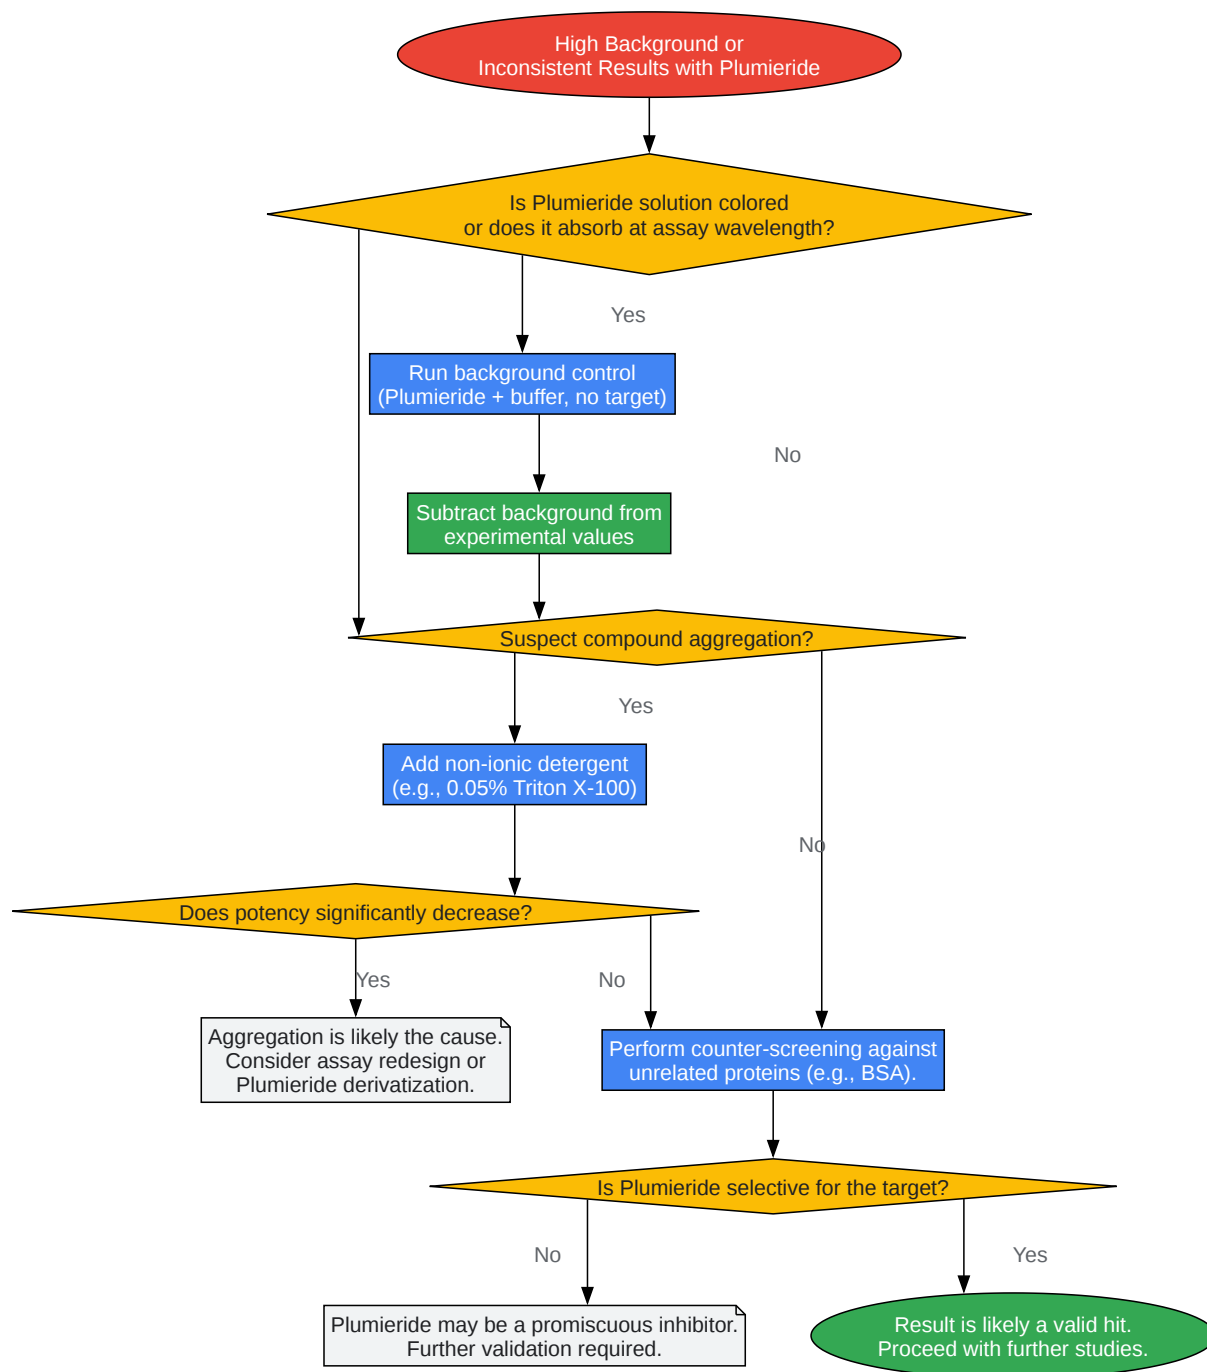 High Background or
Inconsistent Results with Plumieride
Is Plumieride solution colored
or does it absorb at assay wavelength?
Yes
Run background control
(Plumieride + buffer, no target)
No
Subtract background from
experimental values
Suspect compound aggregation?
Yes
Add non-ionic detergent
(e.g., 0.05% Triton X-100)
No
Does potency significantly decrease?
Yes
No
Aggregation is likely the cause.
Consider assay redesign or
Plumieride derivatization.
Perform counter-screening against
unrelated proteins (e.g., BSA).
Is Plumieride selective for the target?
No
Yes
Plumieride may be a promiscuous inhibitor.
Further validation required.
Result is likely a valid hit.
Proceed with further studies.